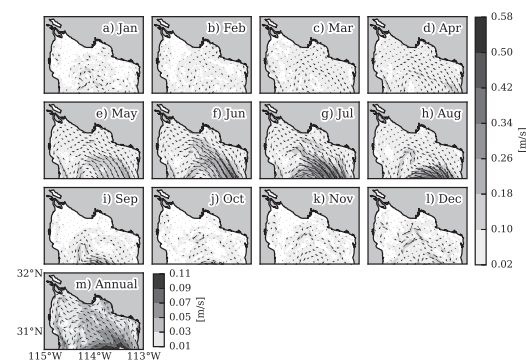 a) Jan
b) Feb
c) Mar
d) Apr
e) May
f) Jun
g) Jul
h) Aug
i) Sep
j) Oct
k) Nov
l) Dec
m) Annual
0.58
0.50
0.42
0.34
0.26
0.18
0.10
0.02
[m/s]
0.11
0.09
0.07
0.05
0.03
0.01
[m/s]
32°N
31°N
115°W
114°W
113°W